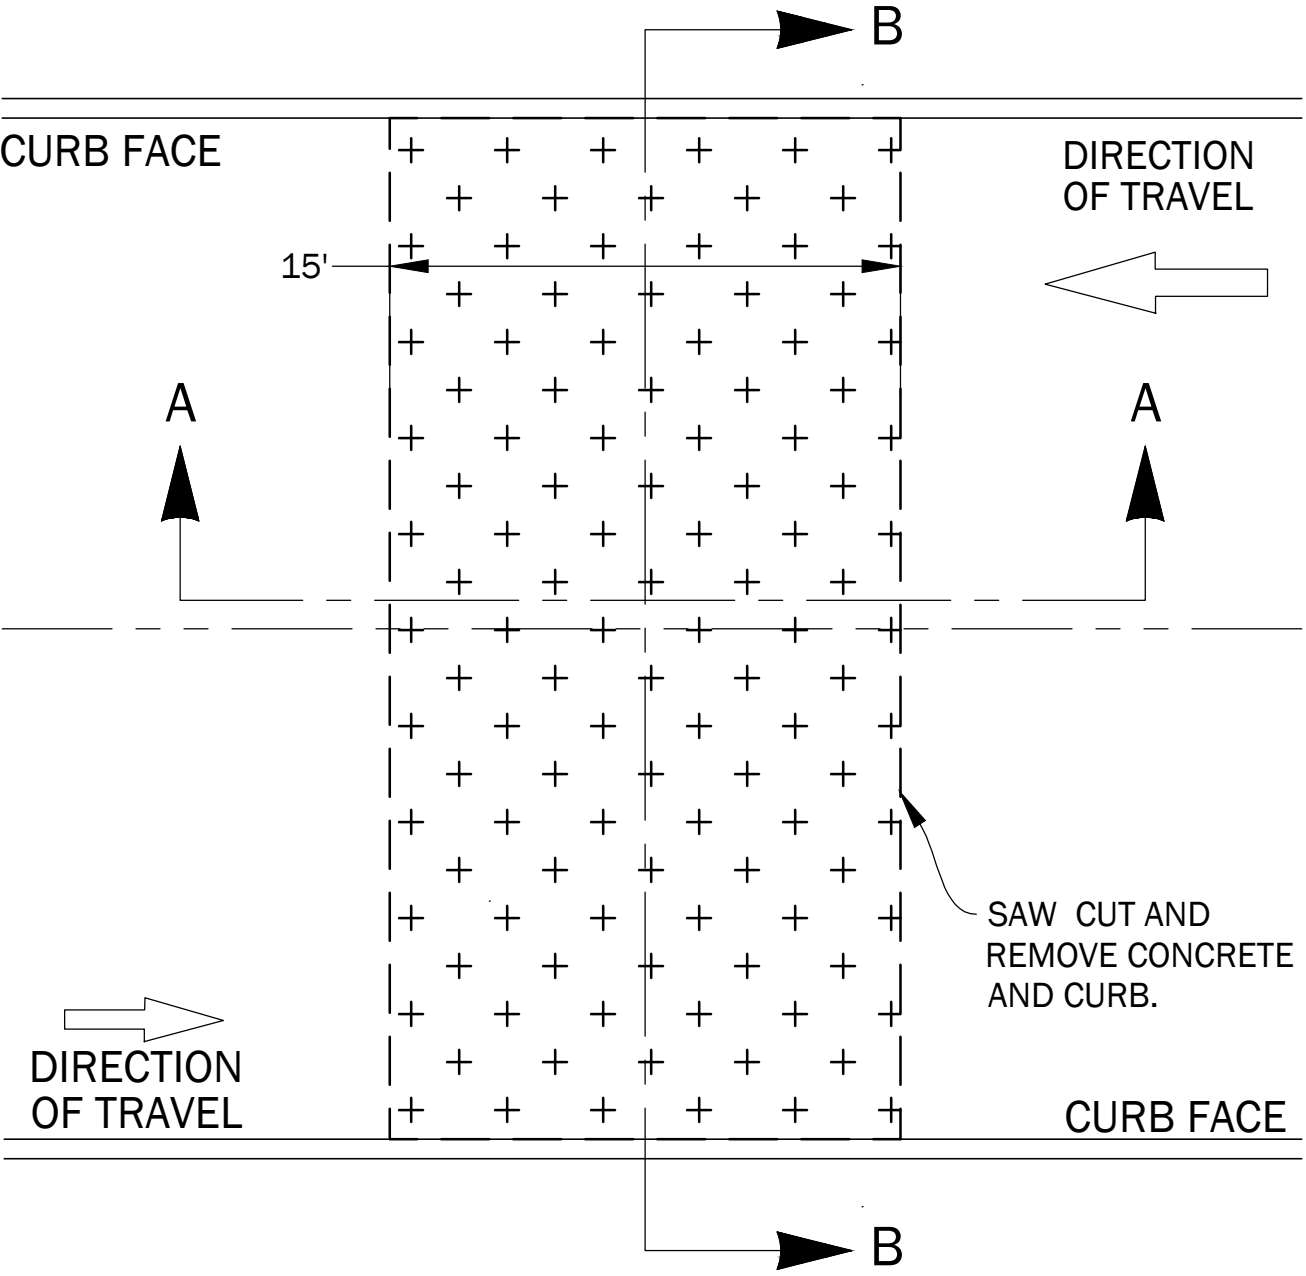 B
CURB FACE
DIRECTION
OF TRAVEL
15'
A
A
SAW CUT AND
REMOVE CONCRETE
AND CURB.
DIRECTION
OF TRAVEL
CURB FACE
B